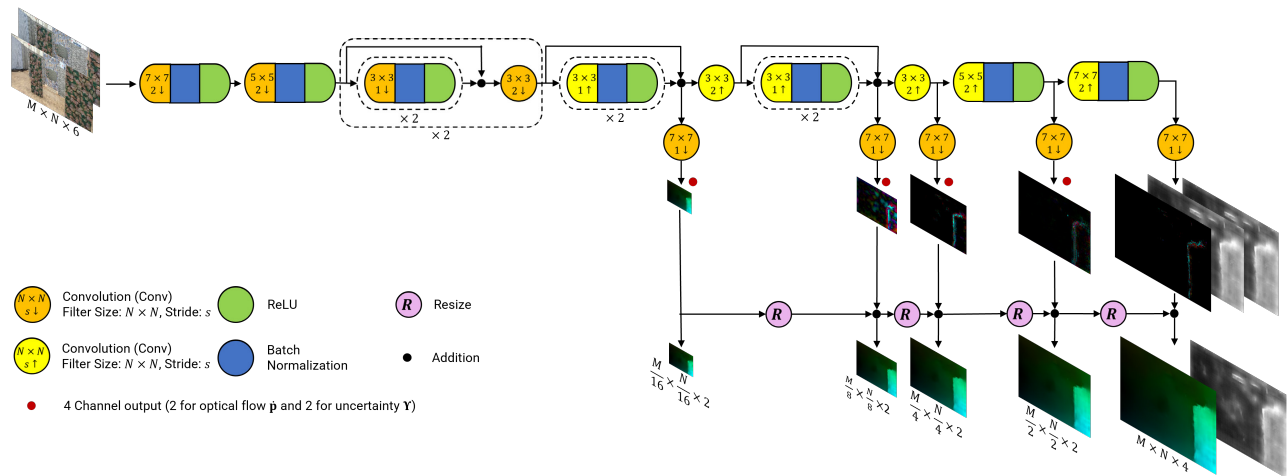 M × N × 6
7 × 7
2 ↓
5 × 5
2 ↓
3 × 3
1 ↓
× 2
3 × 3
2 ↓
× 2
3 × 3
1 ↑
× 2
3 × 3
2 ↑
3 × 3
1 ↑
× 2
3 × 3
2 ↑
5 × 5
2 ↑
7 × 7
2 ↑
7 × 7
1 ↓
7 × 7
1 ↓
7 × 7
1 ↓
7 × 7
1 ↓
7 × 7
1 ↓
R
R
R
R
M/16 × N/16 × 2
M/8 × N/8 × 2
M/4 × N/4 × 2
M/2 × N/2 × 2
M × N × 4
N × N
s ↓
Convolution (Conv)
Filter Size: N × N, Stride: s
ReLU
R
Resize
N × N
s ↑
Convolution (Conv)
Filter Size: N × N, Stride: s
Batch
Normalization
Addition
4 Channel output (2 for optical flow ṗ and 2 for uncertainty Υ)